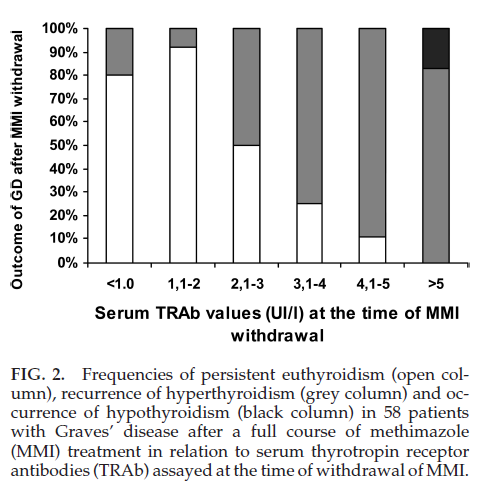 Outcome of GD after MMI withdrawal
100%
90%
80%
70%
60%
50%
40%
30%
20%
10%
0%
<1.0 1,1-2 2,1-3 3,1-4 4,1-5 >5
Serum TRAb values (UI/l) at the time of MMI
withdrawal
FIG. 2. Frequencies of persistent euthyroidism (open col-
umn), recurrence of hyperthyroidism (grey column) and oc-
currence of hypothyroidism (black column) in 58 patients
with Graves’ disease after a full course of methimazole
(MMI) treatment in relation to serum thyrotropin receptor
antibodies (TRAb) assayed at the time of withdrawal of MMI.